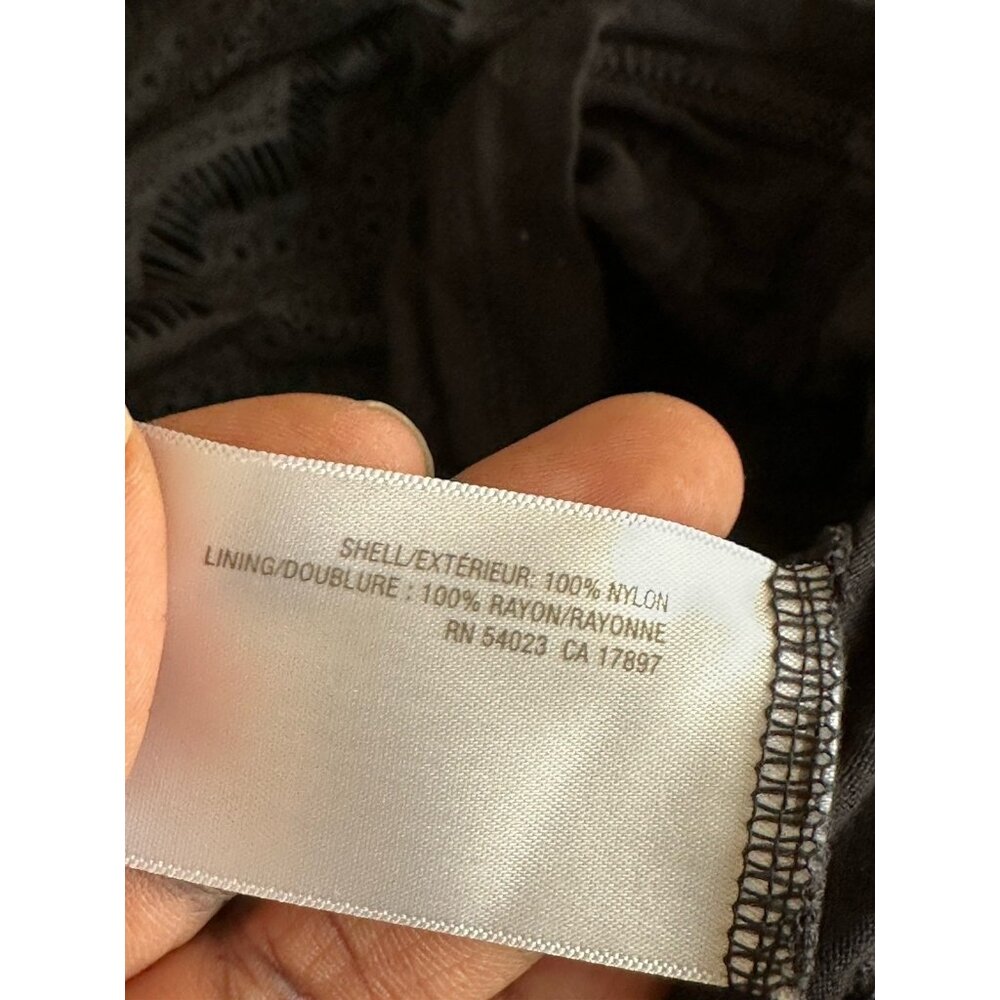 SHELL/EXTÉRIEUR: 100% NYLON
LINING/DOUBLURE : 100% RAYON/RAYONNE
RN 54023 CA 17897